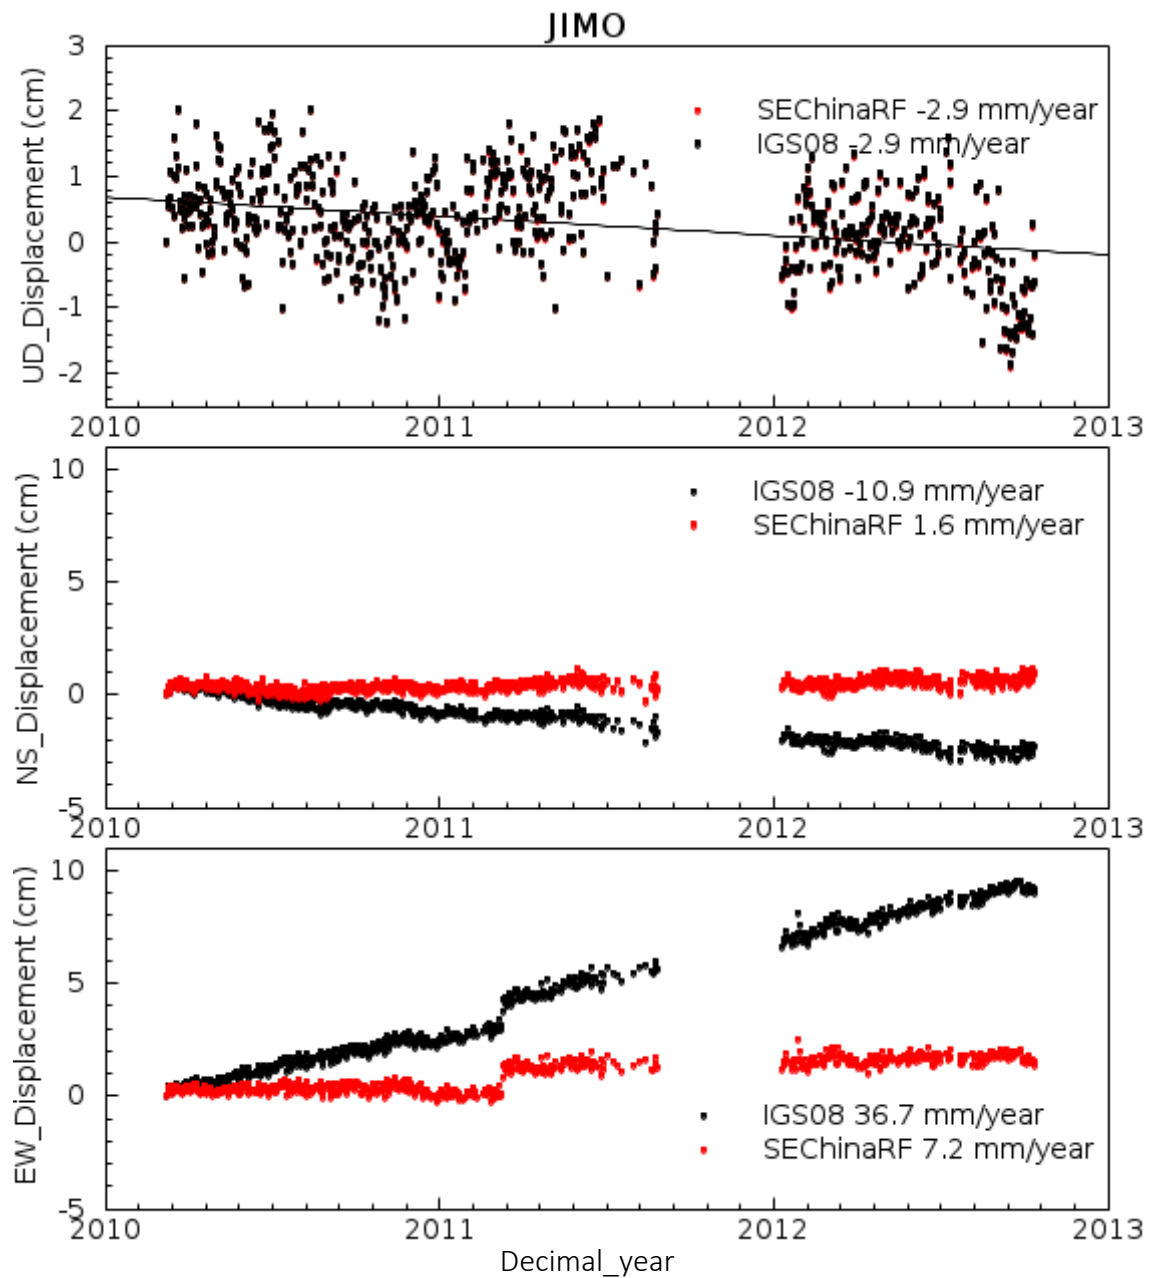 JIMO
UD_Displacement (cm)
3
2
1
0
-1
-2
SEChinaRF -2.9 mm/year
IGS08 -2.9 mm/year
2010 2011 2012 2013
NS_Displacement (cm)
10
5
0
-5
IGS08 -10.9 mm/year
SEChinaRF 1.6 mm/year
2010 2011 2012 2013
EW_Displacement (cm)
10
5
0
-5
IGS08 36.7 mm/year
SEChinaRF 7.2 mm/year
2010 2011 2012 2013
Decimal_year